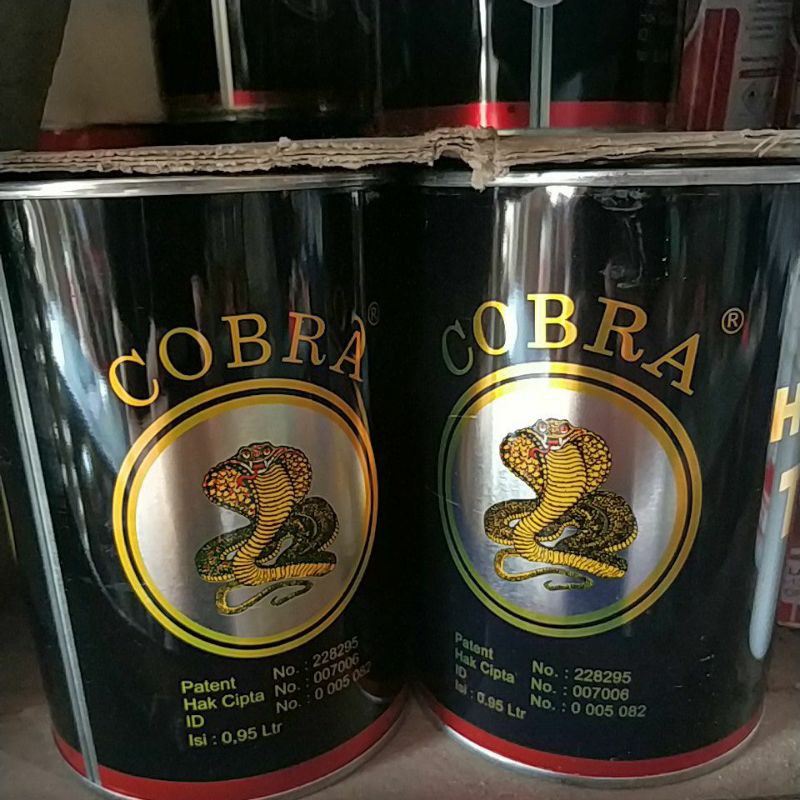 COBRA®
Patent No. : 228295
Hak Cipta No. : 007006
ID No. : 0 005 082
Isi : 0,95 Ltr
COBRA®
Patent No. : 228295
Hak Cipta No. : 007006
ID No. : 0 005 082
Isi : 0,95 Ltr